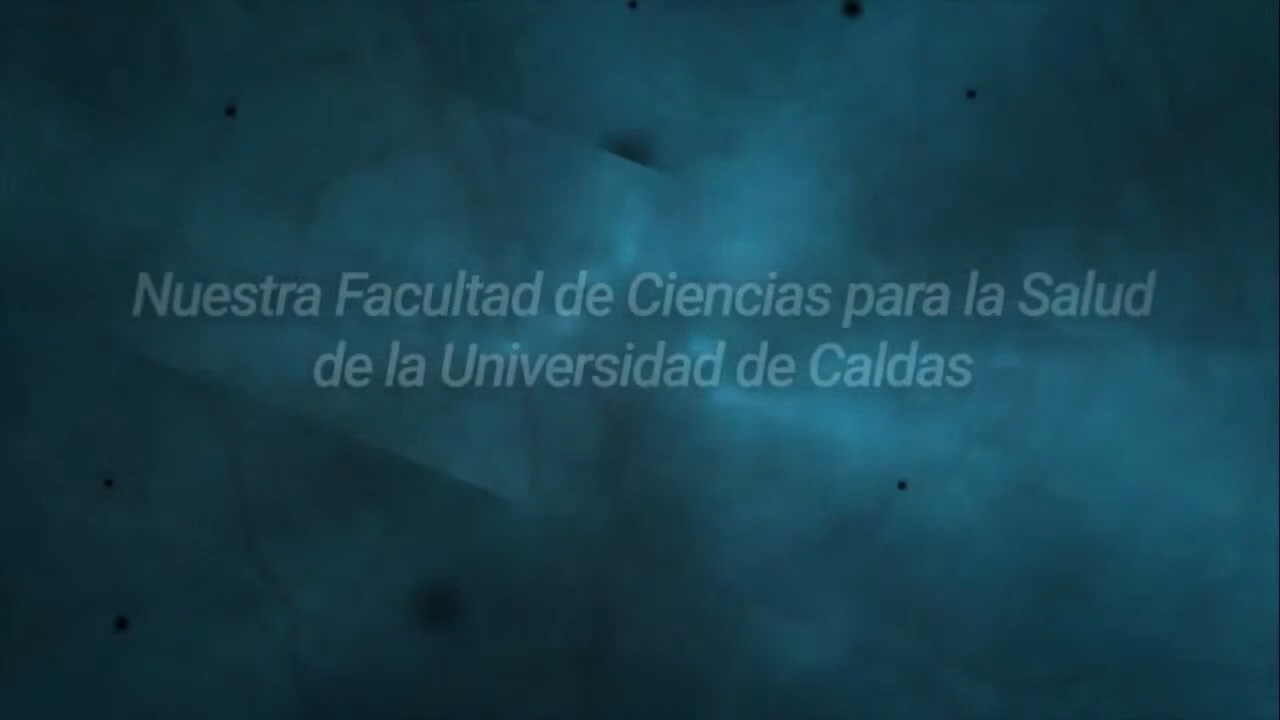 Nuestra Facultad de Ciencias para la Salud
de la Universidad de Caldas